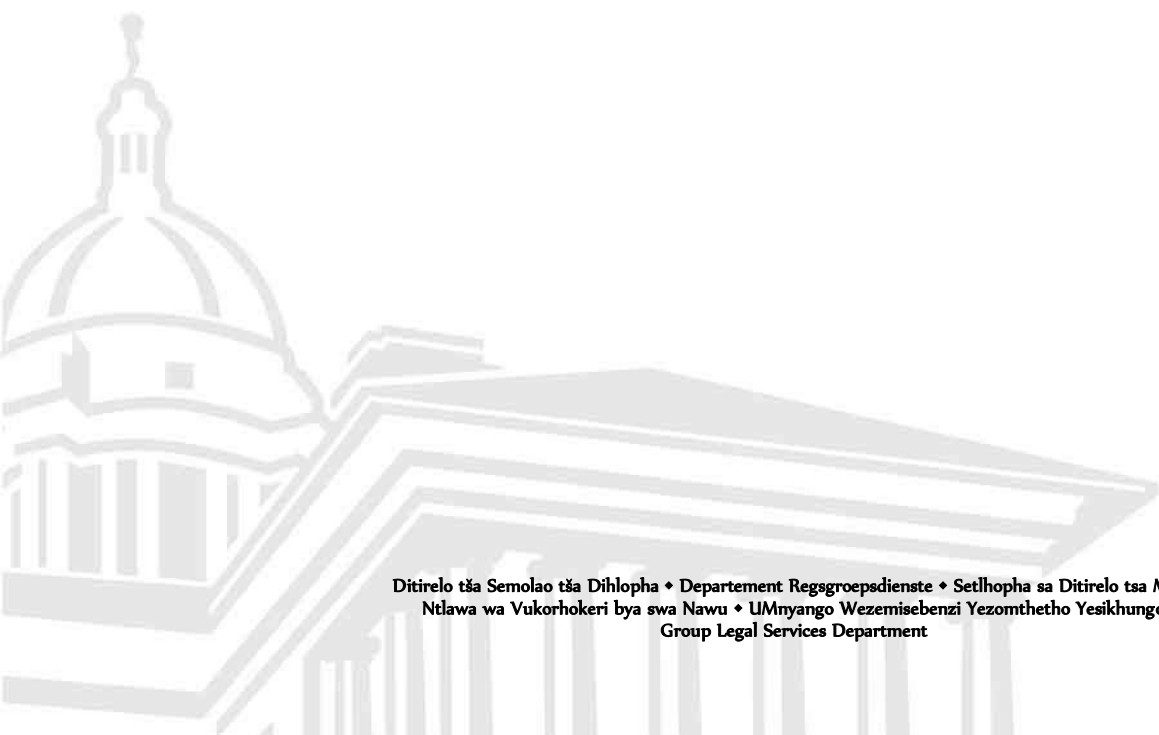 Ditirelo tša Semolao tša Dihlopha ♦ Departement Regsgroepsdienste ♦ Setlhopha sa Ditirelo tsa
Ntlawa wa Vukorhokeri bya swa Nawu ♦ UMnyango Wezemisebenzi Yezomthetho
Group Legal Services Department